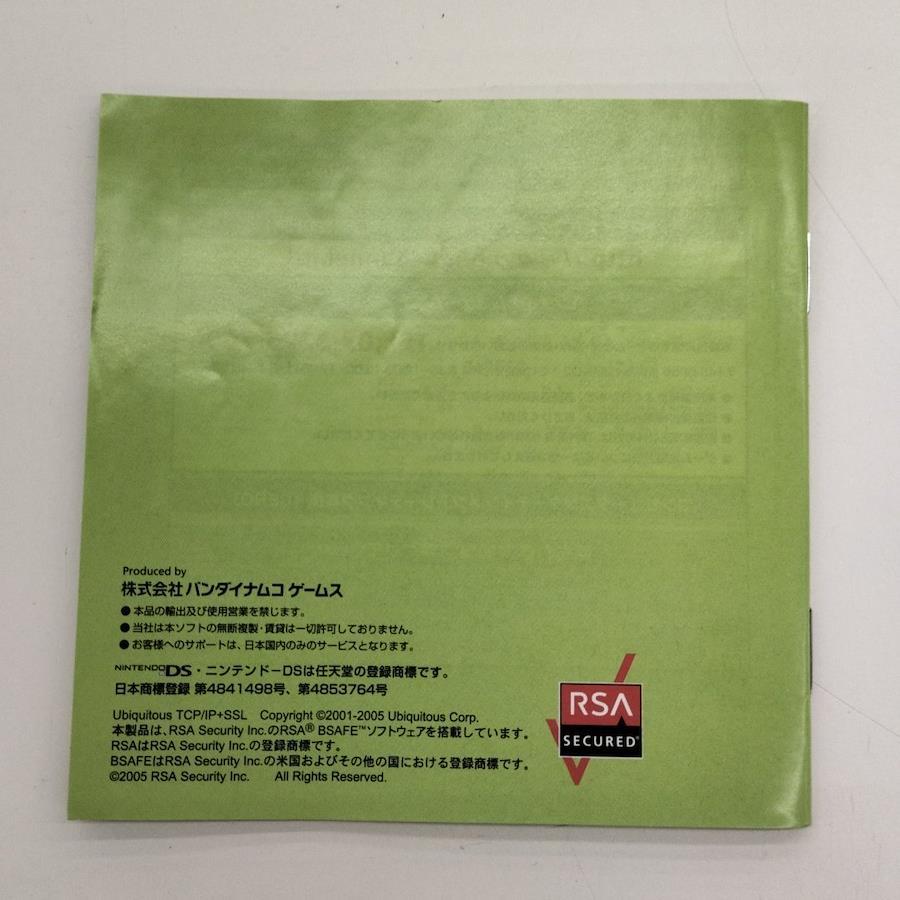 Produced by
株式会社 バンダイナムコ ゲームス
●本品の輸出及び使用営業を禁じます。
●当社は本ソフトの無断複製・賃貸は一切許可しておりません。
●お客様へのサポートは、日本国内のみのサービスとなります。
NINTENDO DS・ニンテンドーDSは任天堂の登録商標です。
日本商標登録 第4841498号、第4853764号
Ubiquitous TCP/IP+SSL Copyright ©2001-2005 Ubiquitous Corp.
本製品は、RSA Security Inc.のRSA® BSAFE™ソフトウェアを搭載しています。
RSAはRSA Security Inc.の登録商標です。
BSAFEはRSA Security Inc.の米国およびその他の国における登録商標です。
©2005 RSA Security Inc. All Rights Reserved.
RSA
SECURED®